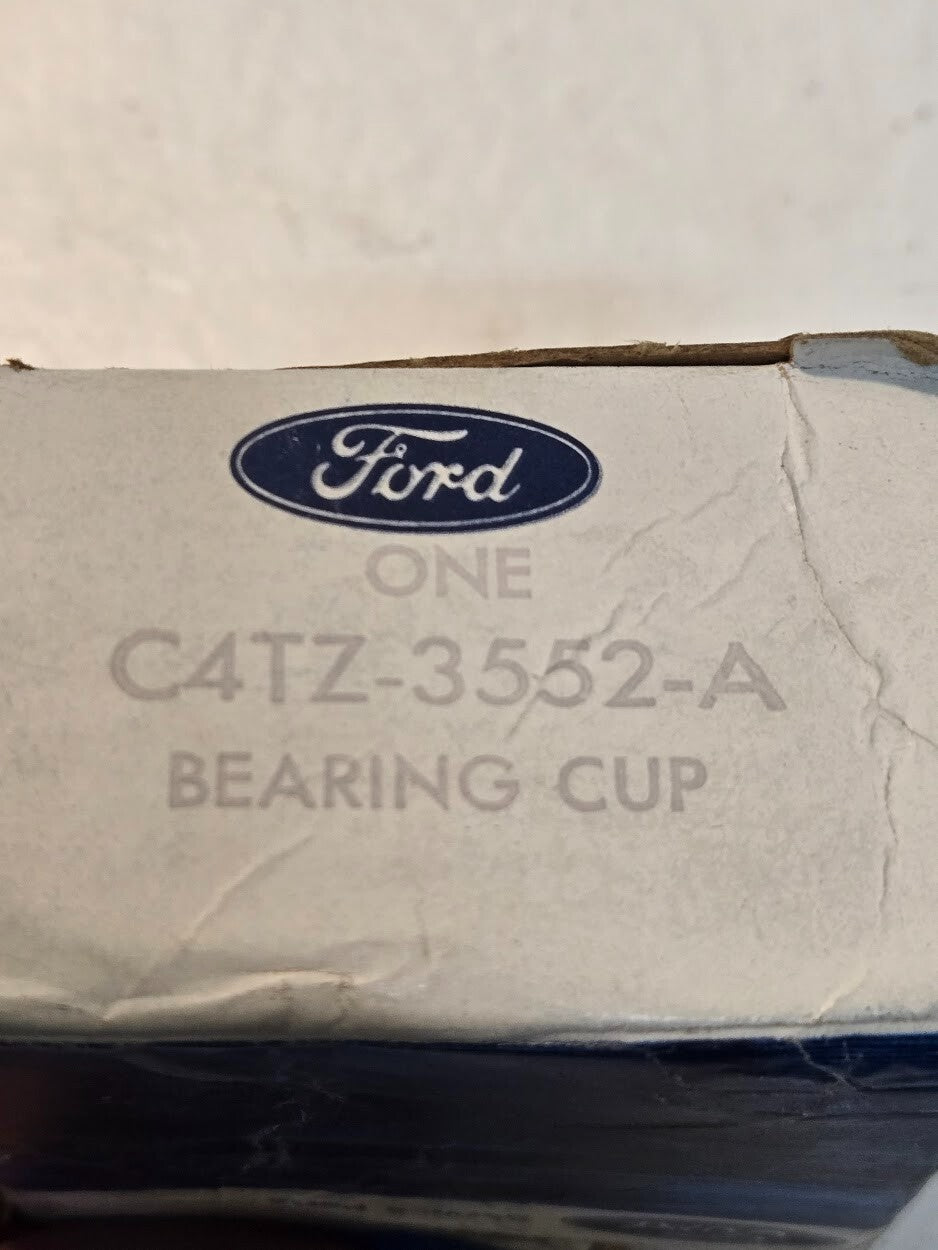 Ford
ONE
C4TZ-3552-A
BEARING CUP